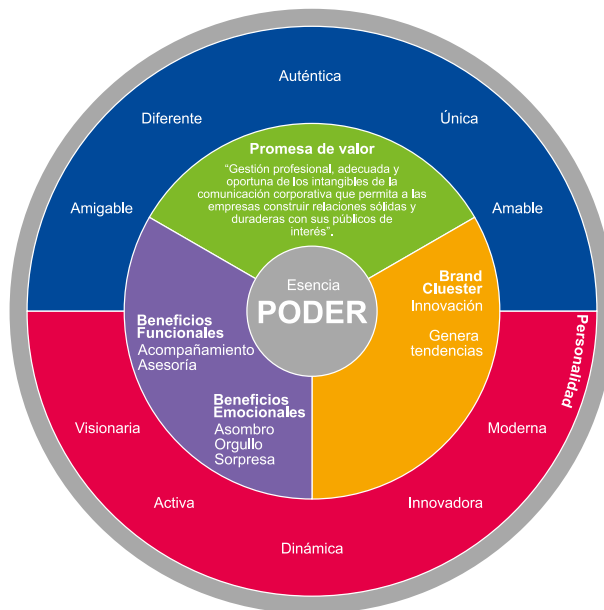 Auténtica
Diferente
Única
Amigable
Amable
Promesa de valor
“Gestión profesional, adecuada y
oportuna de los intangibles de la
comunicación corporativa que permita a las
empresas construir relaciones sólidas y
duraderas con sus públicos de
interés”.
Esencia
PODER
Brand
Cluester
Innovación
Genera
tendencias
Beneficios
Funcionales
Acompañamiento
Asesoría
Beneficios
Emocionales
Asombro
Orgullo
Sorpresa
Personalidad
Visionaria
Moderna
Activa
Innovadora
Dinámica